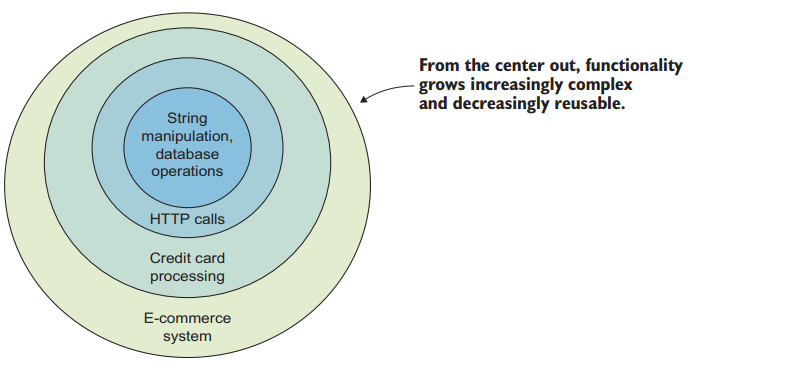 String
manipulation,
database
operations
HTTP calls
Credit card
processing
E-commerce
system
From the center out, functionality
grows increasingly complex
and decreasingly reusable.